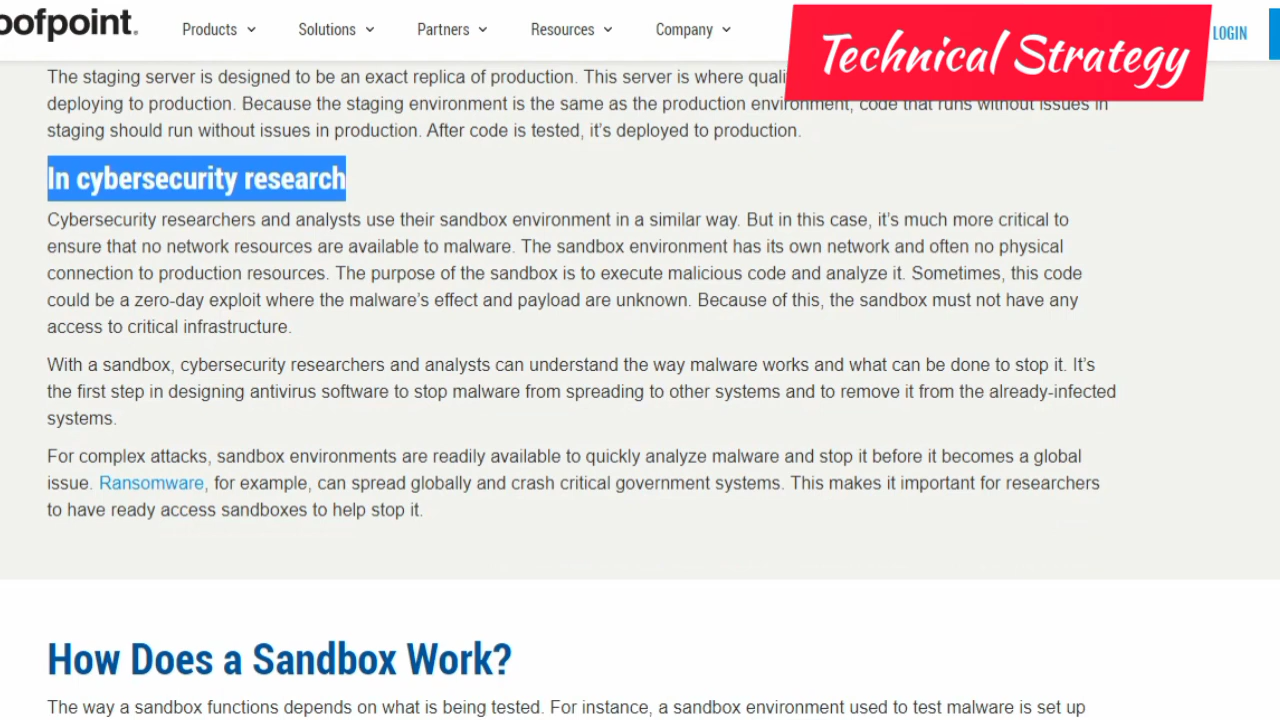 oofpoint.
Products
Solutions
Partners
Resources
Company
Technical Strategy
LOGIN
The staging server is designed to be an exact replica of production. This server is where
deploying to production. Because the staging environment is the same as the production environment, code that runs without issues in
staging should run without issues in production. After code is tested, it's deployed to production.
In cybersecurity research
Cybersecurity researchers and analysts use their sandbox environment in a similar way. But in this case, it's much more critical to
ensure that no network resources are available to malware. The sandbox environment has its own network and often no physical
connection to production resources. The purpose of the sandbox is to execute malicious code and analyze it. Sometimes, this code
could be a zero-day exploit where the malware's effect and payload are unknown. Because of this, the sandbox must not have any
access to critical infrastructure.
With a sandbox, cybersecurity researchers and analysts can understand the way malware works and what can be done to stop it. It's
the first step in designing antivirus software to stop malware from spreading to other systems and to remove it from the already-infected
systems.
For complex attacks, sandbox environments are readily available to quickly analyze malware and stop it before it becomes a global
issue. Ransomware, for example, can spread globally and crash critical government systems. This makes it important for researchers
to have ready access sandboxes to help stop it.
How Does a Sandbox Work?
The way a sandbox functions depends on what is being tested. For instance, a sandbox environment used to test malware is set up